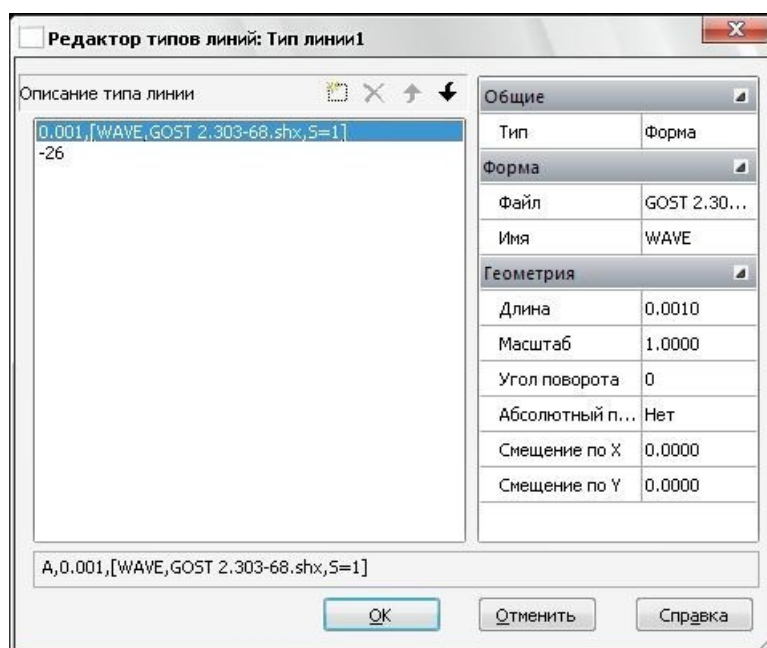 Редактор типов линий: Тип линии1
Описание типа линии
0.001,[WAVE,GOST 2.303-68.shx,S=1]
-26
Общие
Тип Форма
Форма
Файл GOST 2.30...
Имя WAVE
Геометрия
Длина 0.0010
Масштаб 1.0000
Угол поворота 0
Абсолютный п... Нет
Смещение по X 0.0000
Смещение по Y 0.0000
A,0.001,[WAVE,GOST 2.303-68.shx,S=1]
OK Отменить Справка